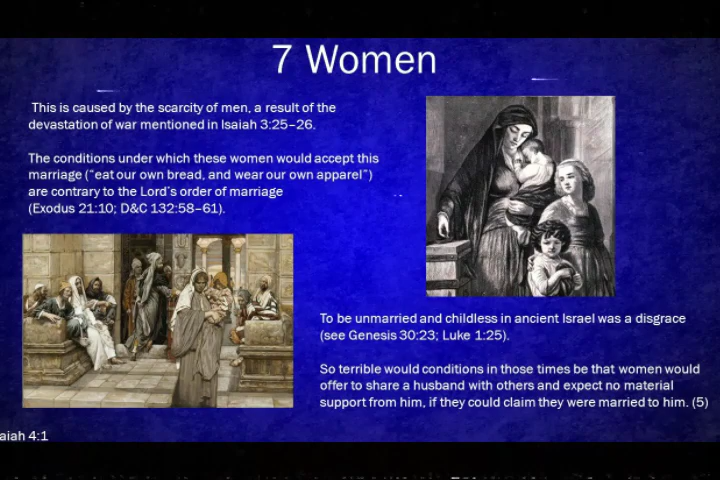 7 Women
This is caused by the scarcity of men, a result of the
devastation of war mentioned in Isaiah 3:25–26.
The conditions under which these women would accept this
marriage (“eat our own bread, and wear our own apparel”)
are contrary to the Lord’s order of marriage
(Exodus 21:10; D&C 132:58–61).
To be unmarried and childless in ancient Israel was a disgrace
(see Genesis 30:23; Luke 1:25).
So terrible would conditions in those times be that women would
offer to share a husband with others and expect no material
support from him, if they could claim they were married to him. (5)
aiah 4:1